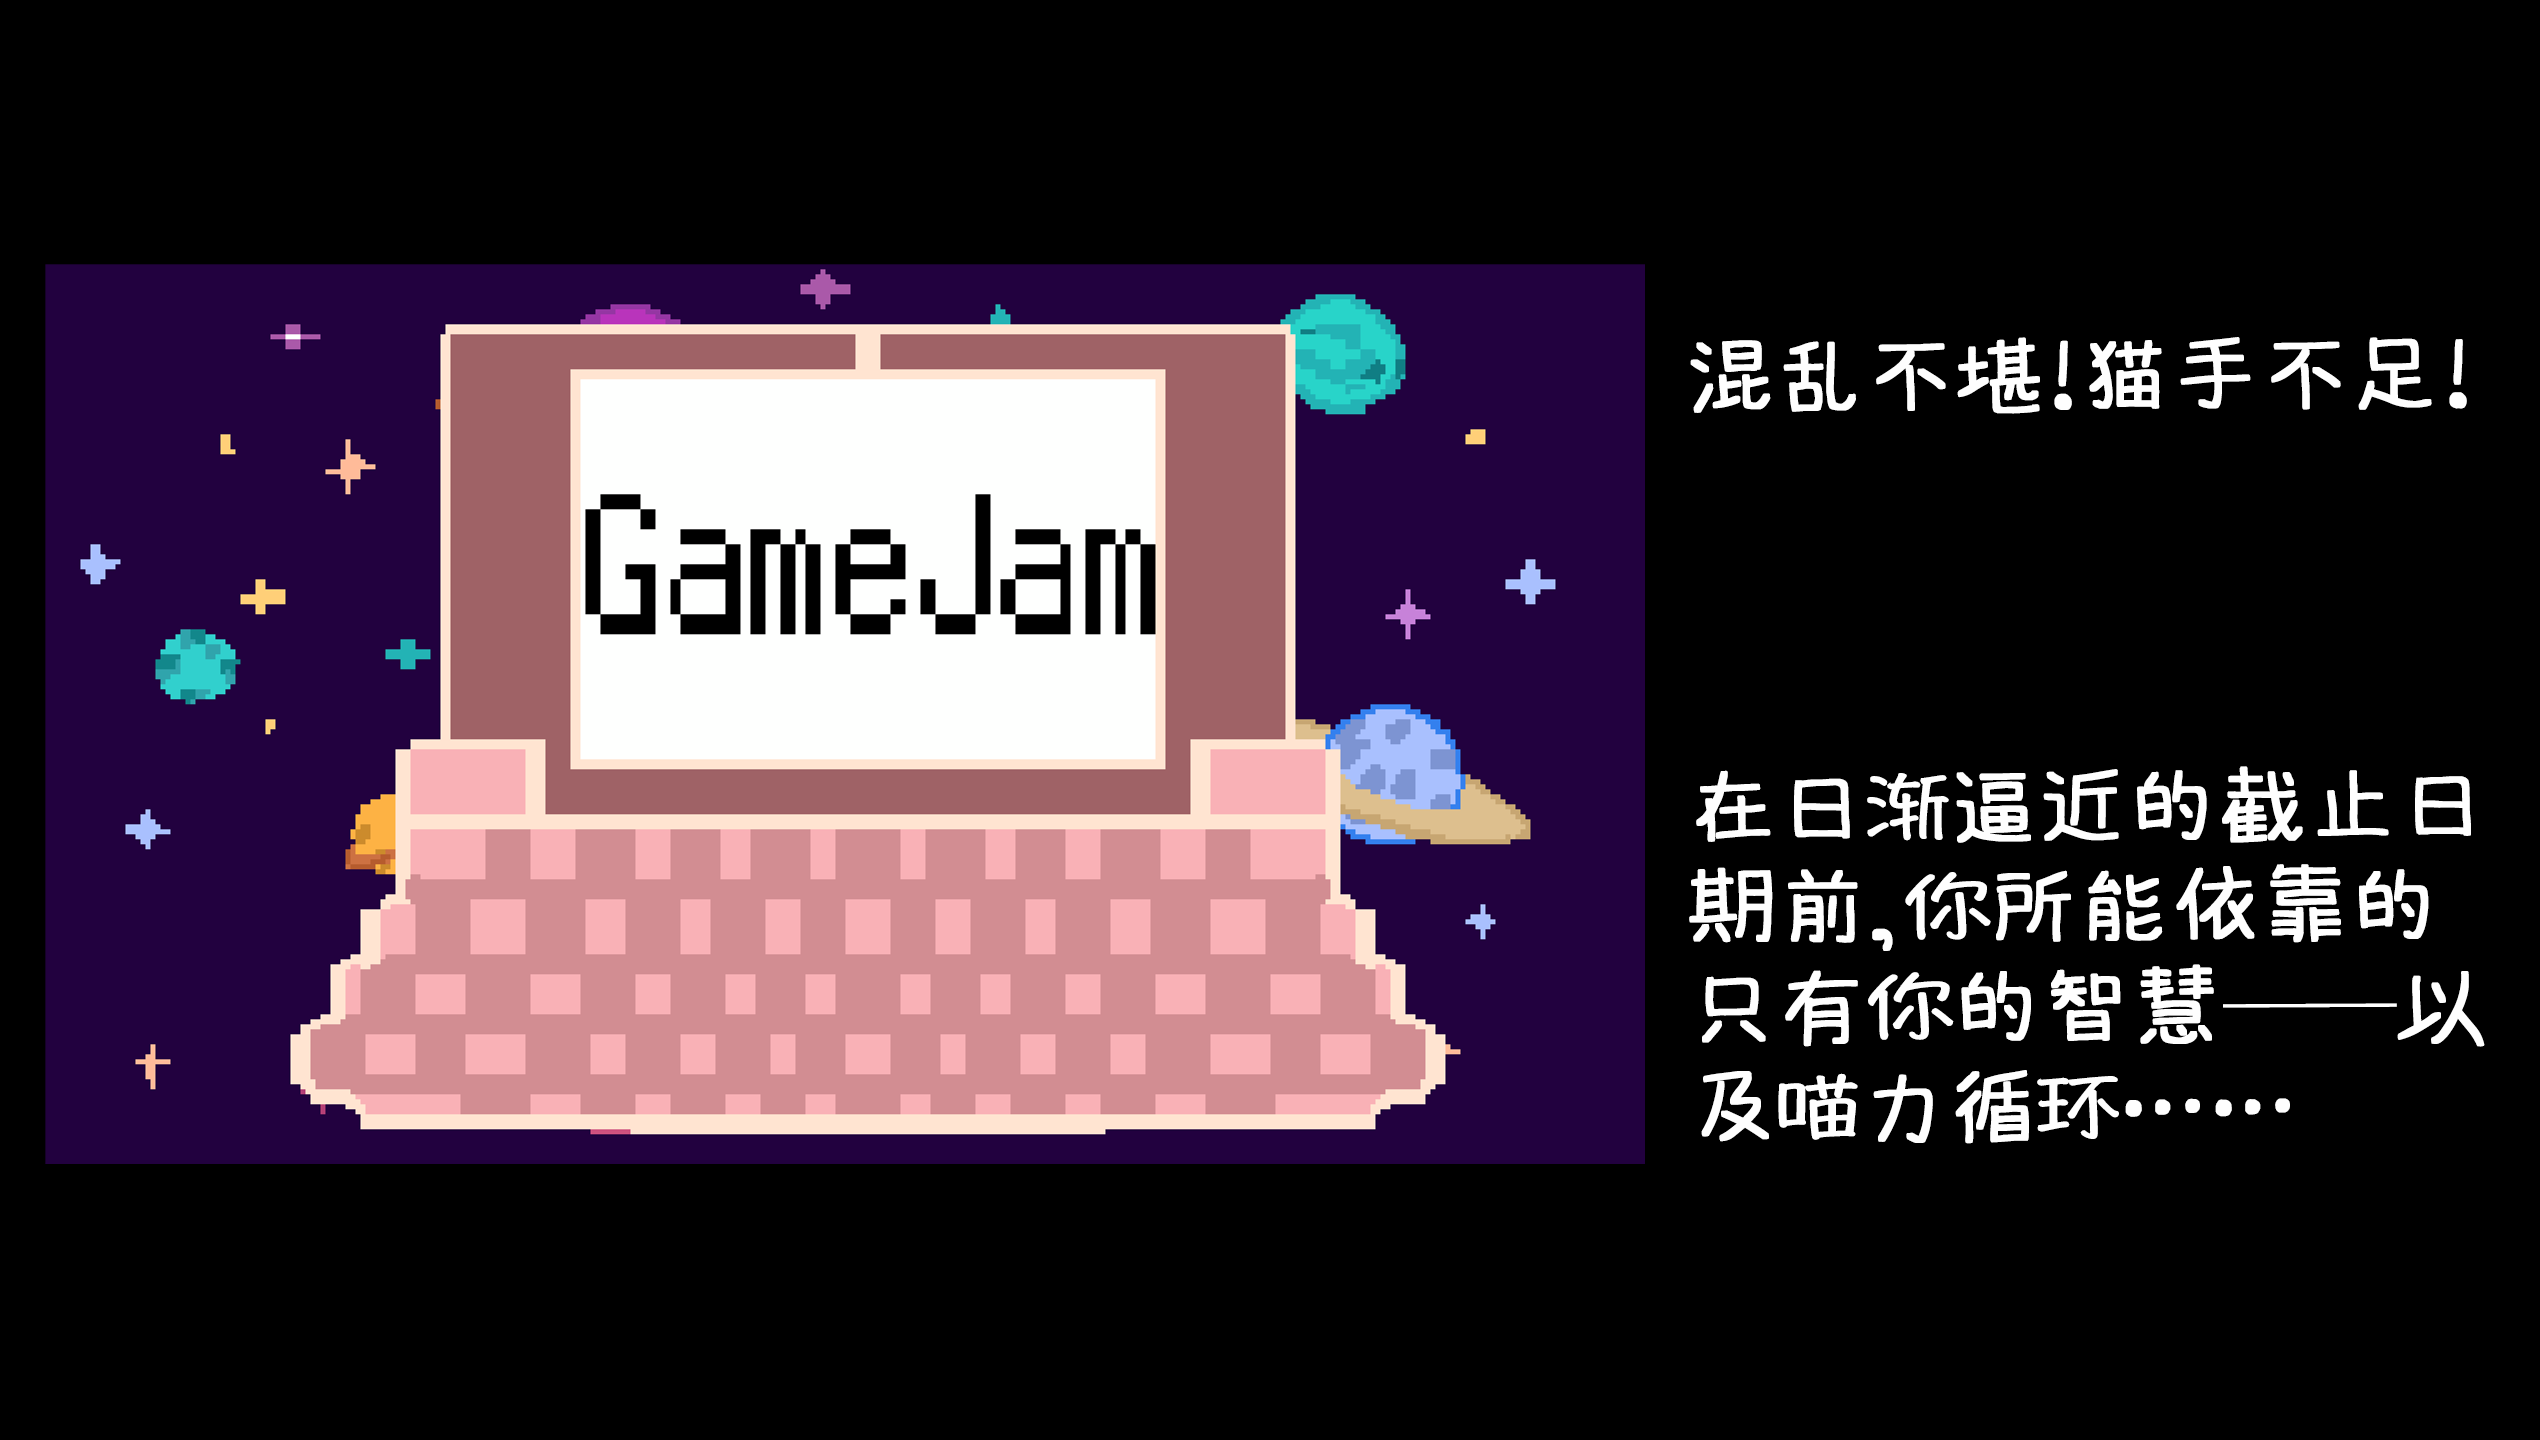 GameJam
混乱不堪!猫手不足!
在日渐逼近的截止日
期前,你所能依靠的
只有你的智慧——以
及喵力循环……